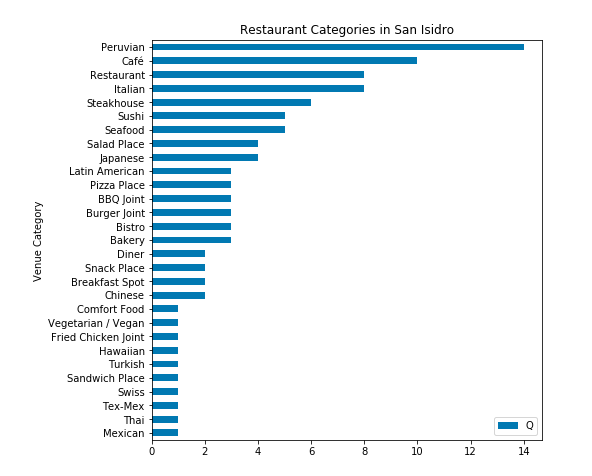 Restaurant Categories in San Isidro
Peruvian
Café
Restaurant
Italian
Steakhouse
Sushi
Seafood
Salad Place
Japanese
Latin American
Pizza Place
BBQ Joint
Burger Joint
Bistro
Bakery
Diner
Snack Place
Breakfast Spot
Chinese
Comfort Food
Vegetarian / Vegan
Fried Chicken Joint
Hawaiian
Turkish
Sandwich Place
Swiss
Tex-Mex
Thai
Mexican
Venue Category
Q
0 2 4 6 8 10 12 14